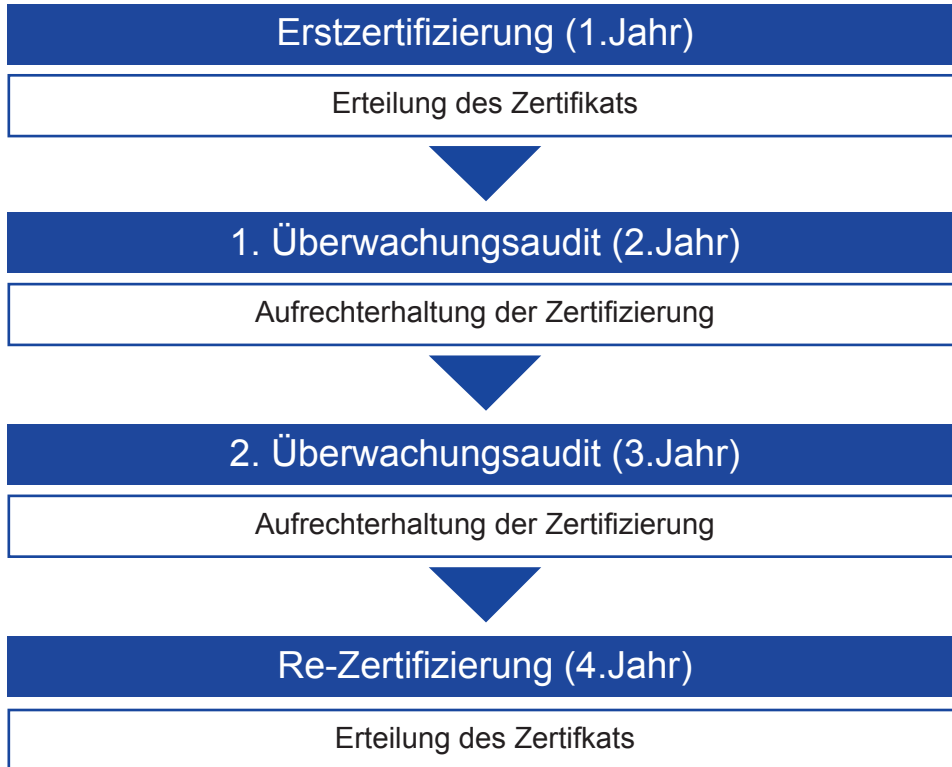 Erstzertifizierung (1.Jahr)
Erteilung des Zertifikats
1. Überwachungsaudit (2.Jahr)
Aufrechterhaltung der Zertifizierung
2. Überwachungsaudit (3.Jahr)
Aufrechterhaltung der Zertifizierung
Re-Zertifizierung (4.Jahr)
Erteilung des Zertifkats